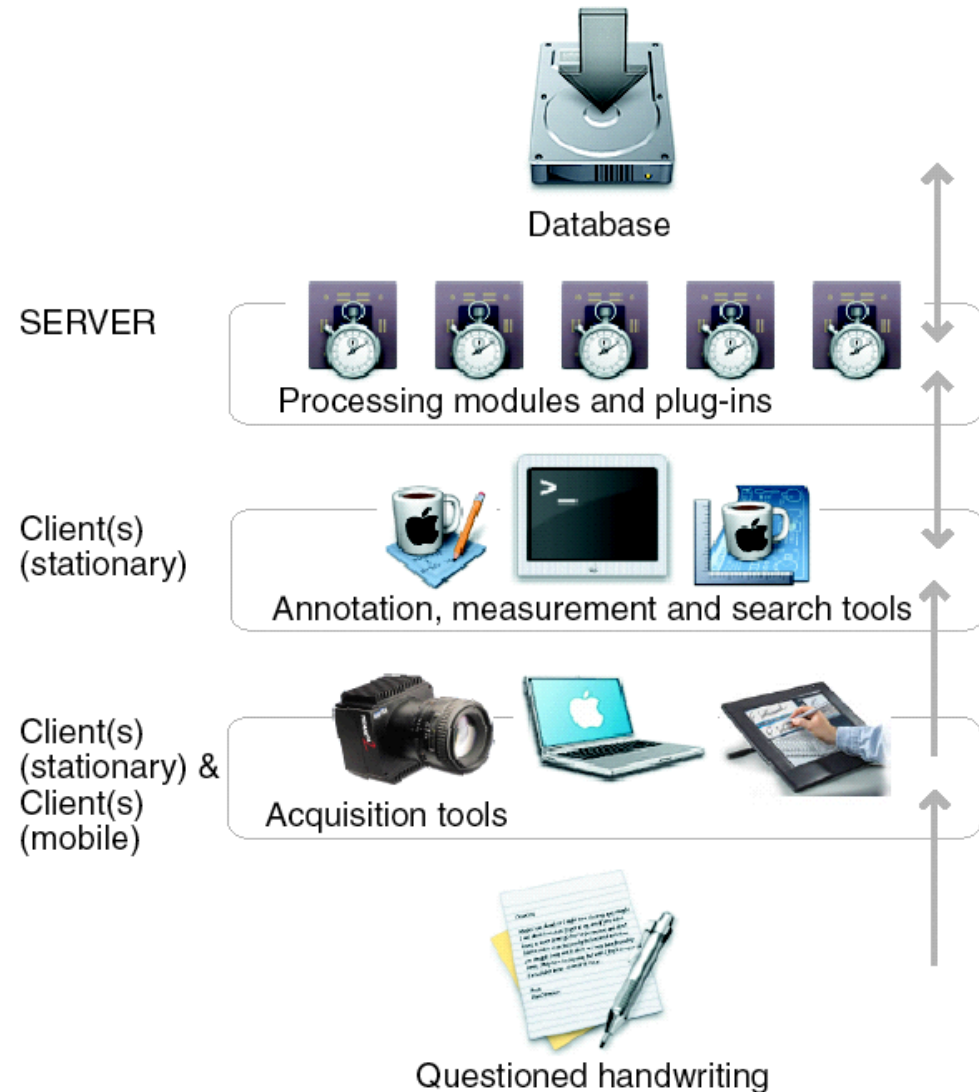 Database
SERVER
Processing modules and plug-ins
Client(s)
(stationary)
>_
Annotation, measurement and search tools
Client(s)
(stationary) &
Client(s)
(mobile)
Acquisition tools
Questioned handwriting